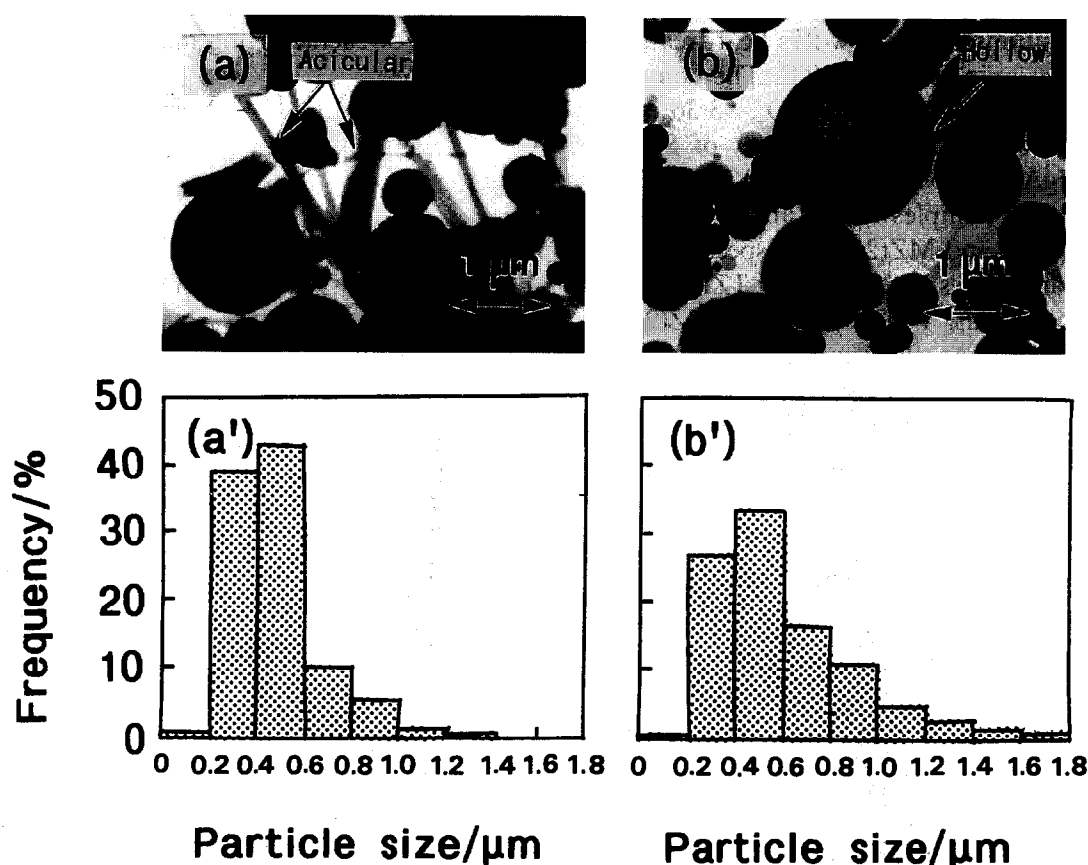 (a) Acicular
1 μm
(b) Hollow
1 μm
50
40
30
20
10
0
Frequency/%
(a')
0 0.2 0.4 0.6 0.8 1.0 1.2 1.4 1.6 1.8
Particle size/μm
(b')
0 0.2 0.4 0.6 0.8 1.0 1.2 1.4 1.6 1.8
Particle size/μm